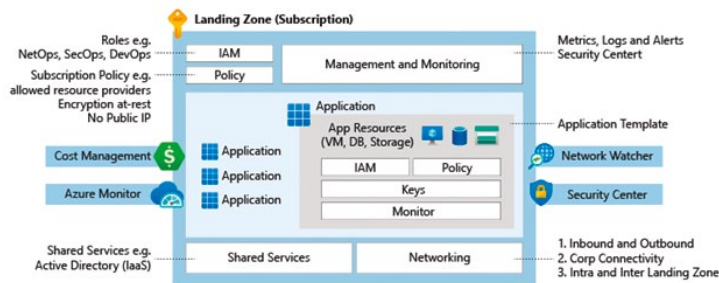 Landing Zone (Subscription)
Roles e.g.
NetOps, SecOps, DevOps
IAM
Management and Monitoring
Metrics, Logs and Alerts
Security Centert
Subscription Policy e.g.
allowed resource providers
Encryption at-rest
No Public IP
Policy
Application
App Resources
(VM, DB, Storage)
Application Template
Cost Management
Application
Application
Application
IAM
Policy
Keys
Monitor
Network Watcher
Azure Monitor
Security Center
Shared Services e.g.
Active Directory (IaaS)
Shared Services
Networking
1. Inbound and Outbound
2. Corp Connectivity
3. Intra and Inter Landing Zone